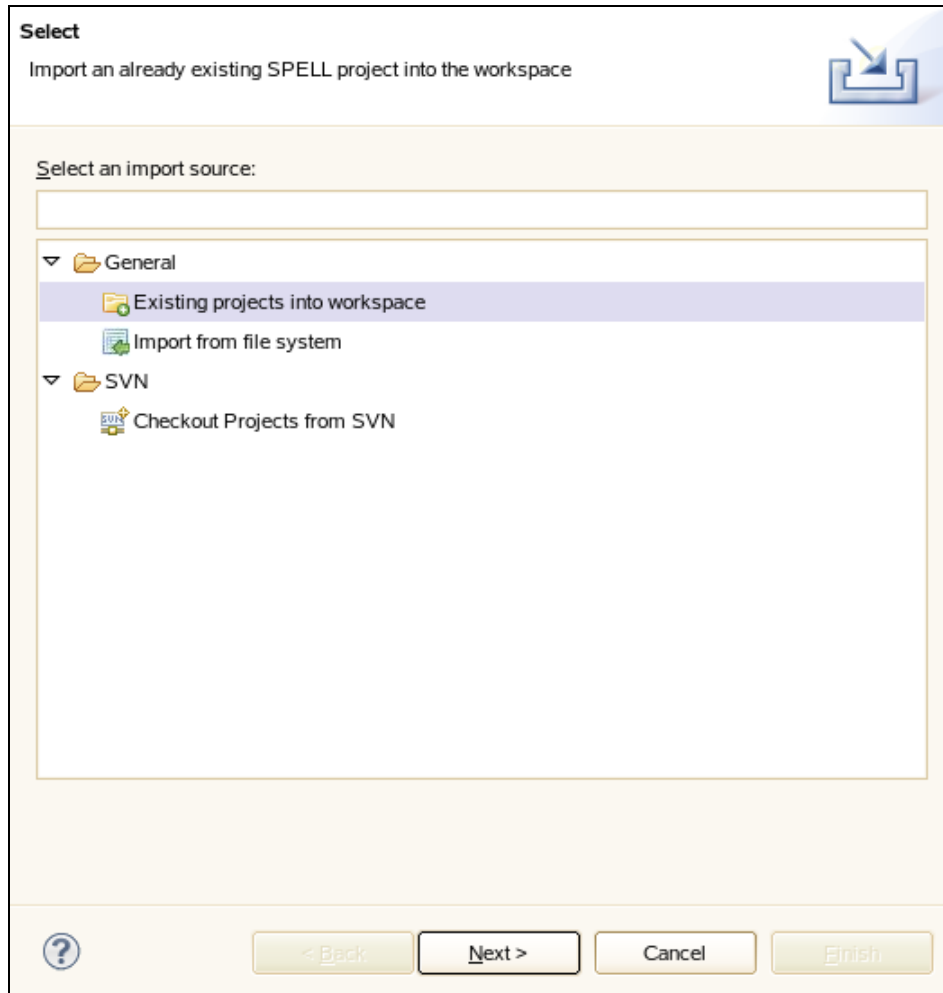 Select
Import an already existing SPELL project into the workspace
Select an import source:
General
Existing projects into workspace
Import from file system
SVN
SVN
Checkout Projects from SVN
?
< Back
Next >
Cancel
Finish